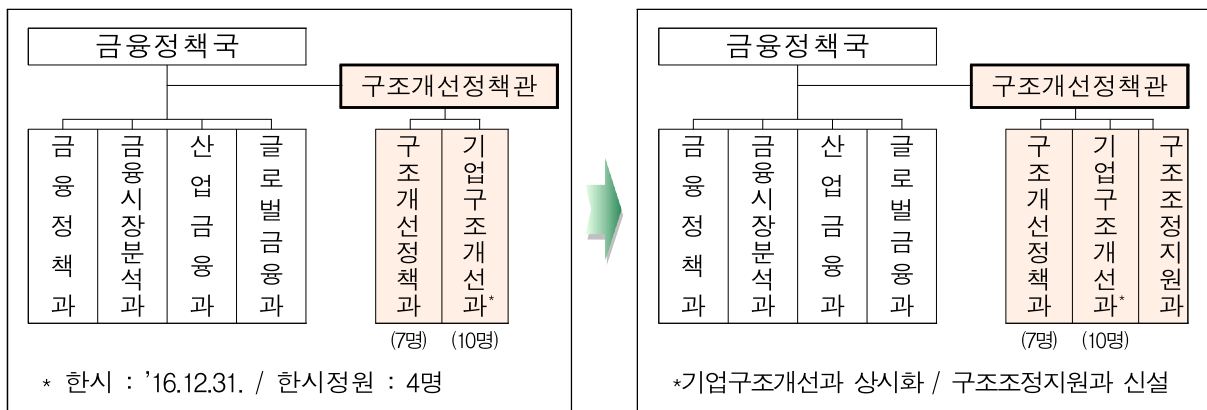 금융정책국
구조개선정책관
금융정책과
금융시장분석과
산업금융과
글로벌금융과
구조개선정책과
기업구조개선과*
(7명)
(10명)
* 한시 : '16.12.31. / 한시정원 : 4명
금융정책국
구조개선정책관
금융정책과
금융시장분석과
산업금융과
글로벌금융과
구조개선정책과
기업구조개선과*
구조조정지원과
(7명)
(10명)
*기업구조개선과 상시화 / 구조조정지원과 신설